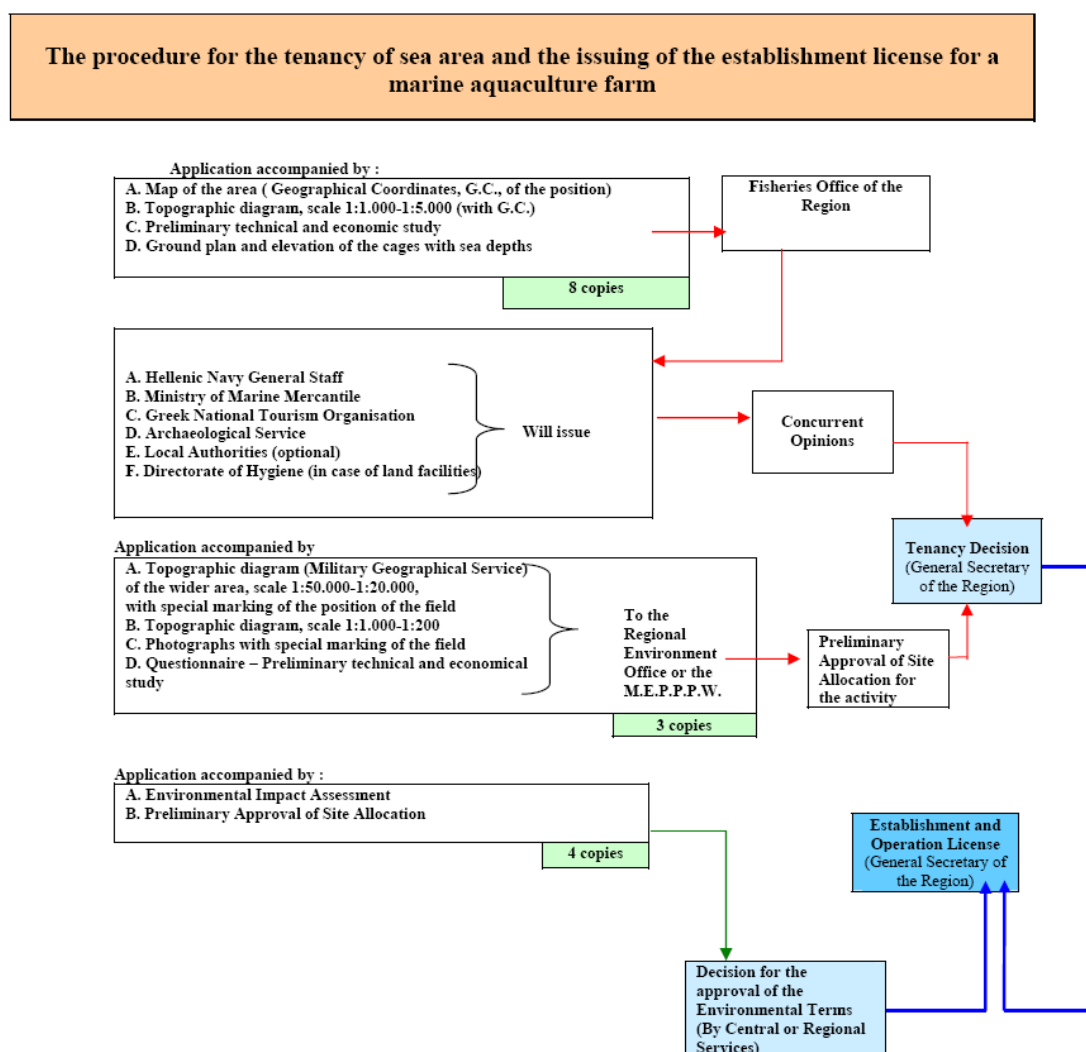 The procedure for the tenancy of sea area and the issuing of the establishment license for a
marine aquaculture farm
Application accompanied by :
A. Map of the area ( Geographical Coordinates, G.C., of the position)
B. Topographic diagram, scale 1:1.000-1:5.000 (with G.C.)
C. Preliminary technical and economic study
D. Ground plan and elevation of the cages with sea depths
8 copies
Fisheries Office of the
Region
A. Hellenic Navy General Staff
B. Ministry of Marine Mercantile
C. Greek National Tourism Organisation
D. Archaeological Service
E. Local Authorities (optional)
F. Directorate of Hygiene (in case of land facilities)
Will issue
Concurrent
Opinions
Tenancy Decision
(General Secretary
of the Region)
Application accompanied by
A. Topographic diagram (Military Geographical Service)
of the wider area, scale 1:50.000-1:20.000,
with special marking of the position of the field
B. Topographic diagram, scale 1:1.000-1:200
C. Photographs with special marking of the field
D. Questionnaire – Preliminary technical and economical
study
To the
Regional
Environment
Office or the
M.E.P.P.P.W.
3 copies
Preliminary
Approval of Site
Allocation for
the activity
Application accompanied by :
A. Environmental Impact Assessment
B. Preliminary Approval of Site Allocation
4 copies
Establishment and
Operation License
(General Secretary of
the Region)
Decision for the
approval of the
Environmental Terms
(By Central or Regional
Services)